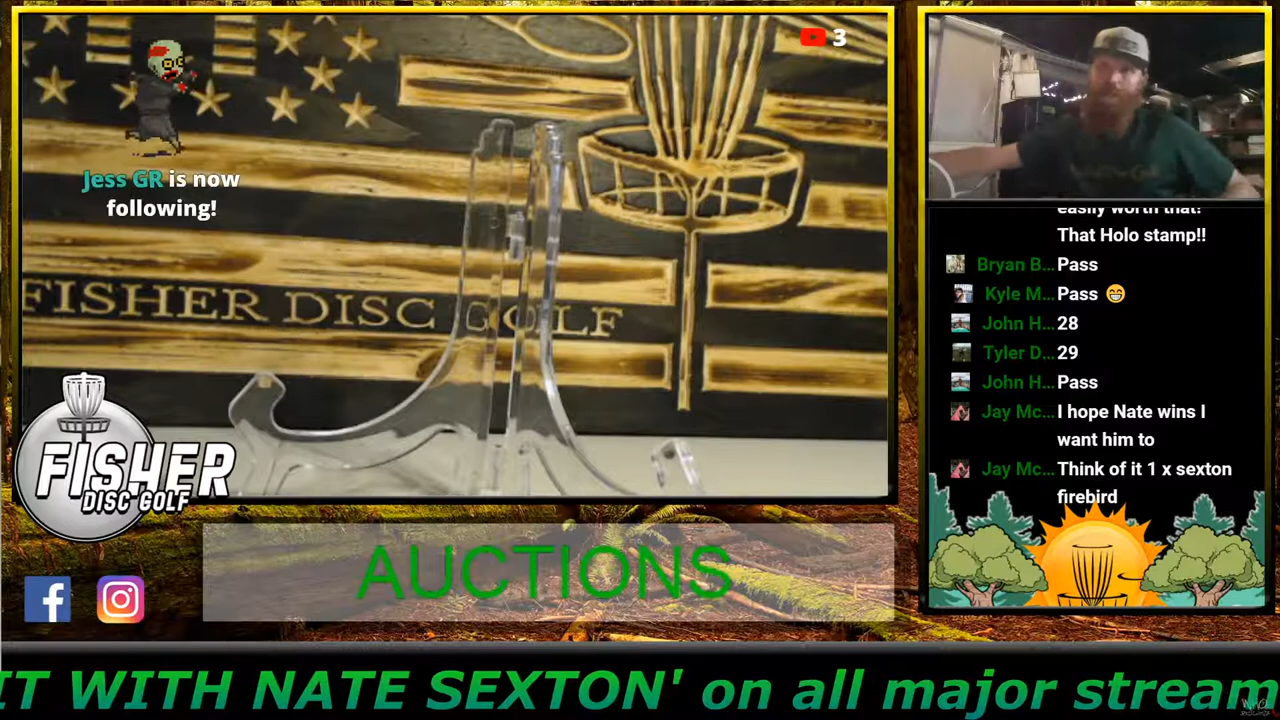 3
Jess GR is now
following!
FISHER DISC GOLF
FISHER
DISC GOLF
AUCTIONS
easily worth that!
That Holo stamp!!
Bryan B... Pass
Kyle M... Pass 😁
John H... 28
Tyler D... 29
John H... Pass
Jay Mc... I hope Nate wins I
want him to
Jay Mc... Think of it 1 x sexton
firebird
IT WITH NATE SEXTON' on all major stream